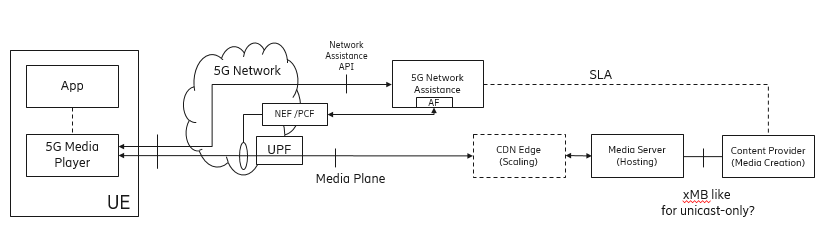 Network
Assistance
API
5G Network
5G Network
Assistance
AF
SLA
App
NEF /PCF
5G Media
Player
UPF
CDN Edge
(Scaling)
Media Server
(Hosting)
Content Provider
(Media Creation)
Media Plane
UE
xMB like
for unicast-only?